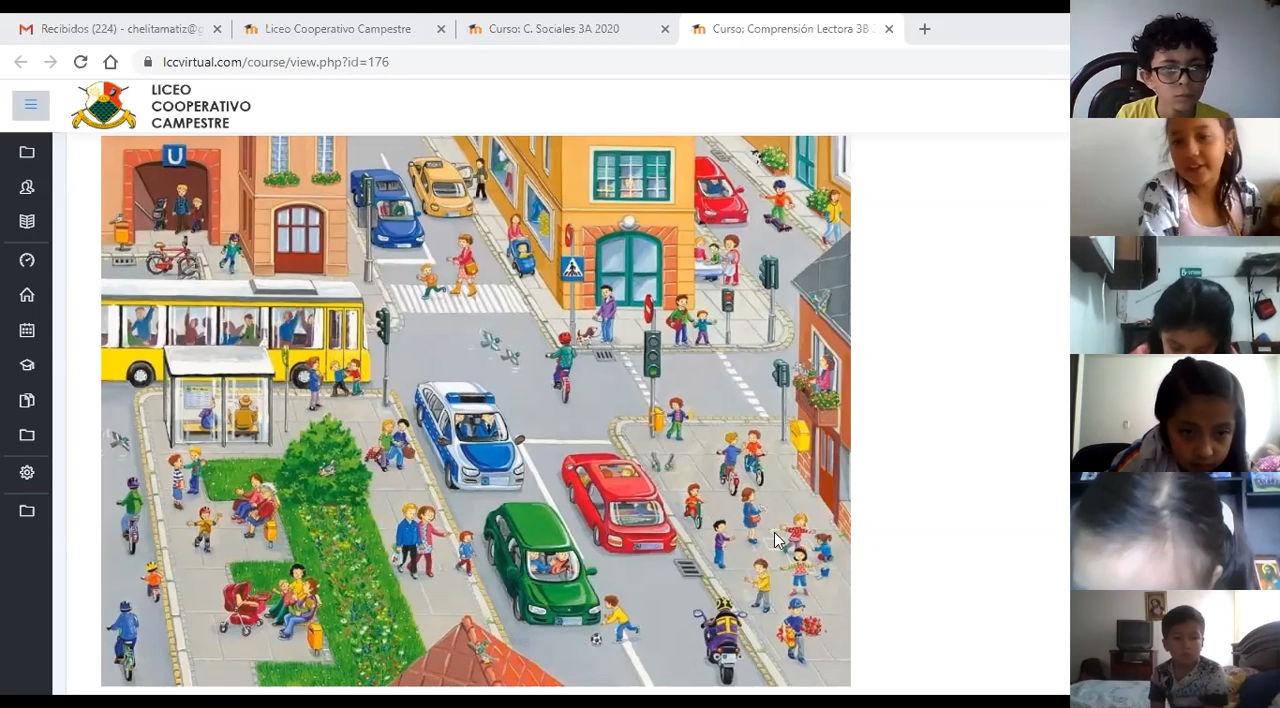 Recibidos (224) - chelitamatiz@g
Liceo Cooperativo Campestre
Curso: C. Sociales 3A 2020
Curso: Comprensión Lectora 3B
lccvirtual.com/course/view.php?id=176
LICEO
COOPERATIVO
CAMPESTRE
U